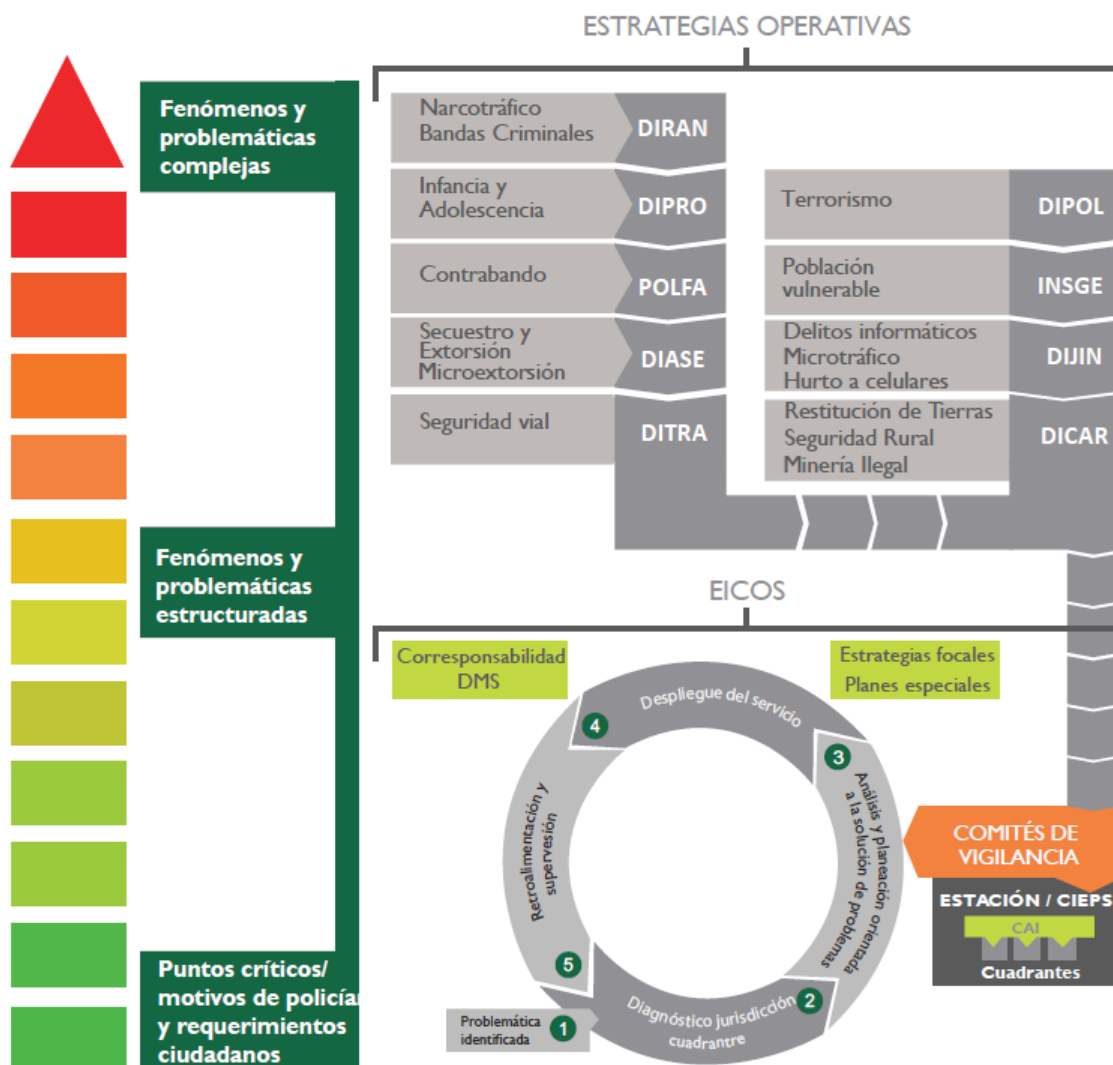 ESTRATEGIAS OPERATIVAS
Fenómenos y
problemáticas
complejas
Narcotráfico
Bandas Criminales
DIRAN
Infancia y
Adolescencia
DIPRO
Contrabando
POLFA
Secuestro y
Extorsión
Microextorsión
DIASE
Seguridad vial
DITRA
Terrorismo
DIPOL
Población
vulnerable
INSGE
Delitos informáticos
Microtráfico
Hurto a celulares
DIJIN
Restitución de Tierras
Seguridad Rural
Minería Ilegal
DICAR
Fenómenos y
problemáticas
estructuradas
EICOS
Corresponsabilidad
DMS
Estrategias focales
Planes especiales
Despliegue del servicio
4
3
Análisis y planeación orientada
a la solución de problemas
Retroalimentación y
supervesión
5
2
Diagnóstico jurisdicción
cuadrantre
Problemática
identificada
1
COMITÉS DE
VIGILANCIA
ESTACIÓN / CIEPS
CAI
Cuadrantes
Puntos críticos/
motivos de policía
y requerimientos
ciudadanos